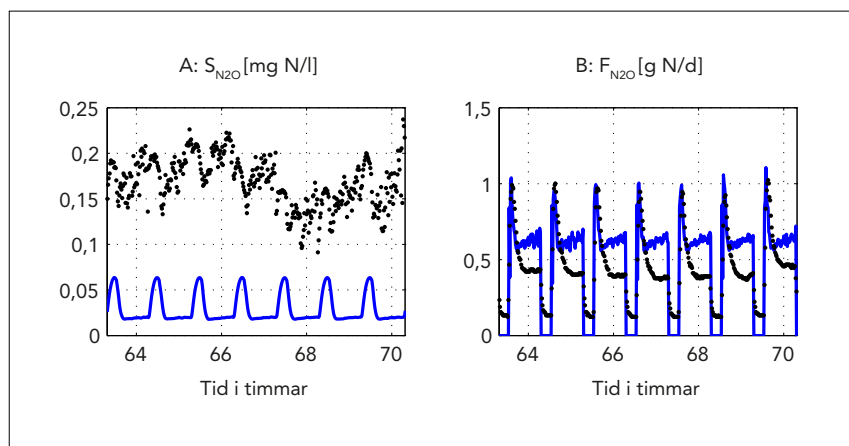 A: SN2O [mg N/l]
0,25
0,2
0,15
0,1
0,05
0
64 66 68 70
Tid i timmar
B: FN2O [g N/d]
1,5
1
0,5
0
64 66 68 70
Tid i timmar